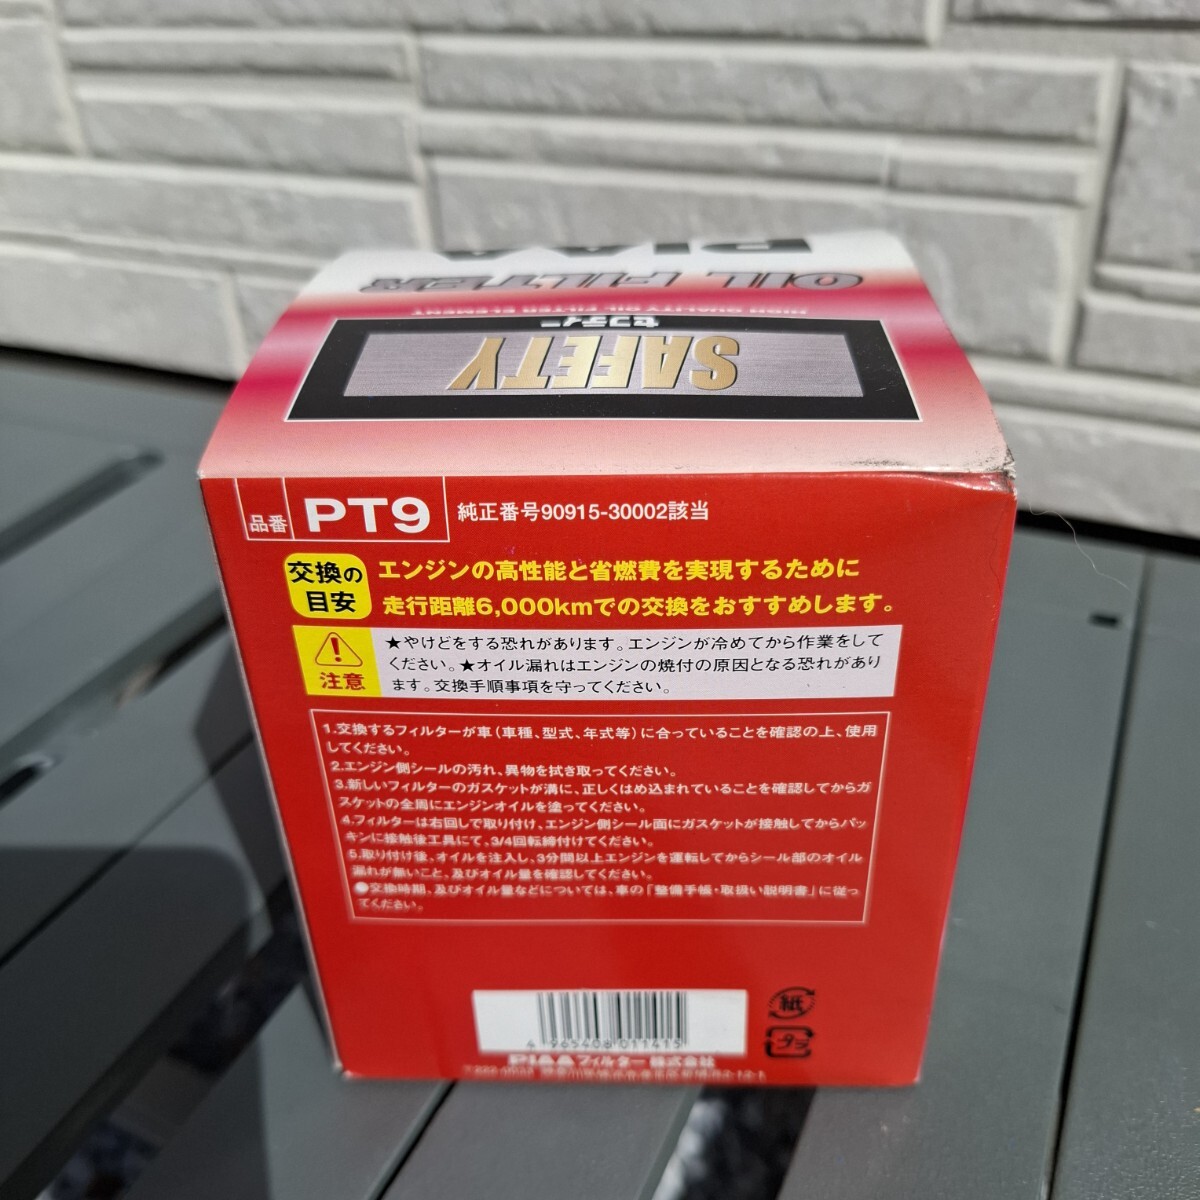 PIAA
OIL FILTER
HIGH QUALITY OIL FILTER ELEMENT
セフティー
SAFETY
品番 PT9 純正番号90915-30002該当
交換の目安
エンジンの高性能と省燃費を実現するために
走行距離6,000kmでの交換をおすすめします。
注意
★やけどをする恐れがあります。エンジンが冷めてから作業をして
ください。★オイル漏れはエンジンの焼付の原因となる恐れがあり
ます。交換手順事項を守ってください。
1.交換するフィルターが車(車種、型式、年式等)に合っていることを確認の上、使用
してください。
2.エンジン側シールの汚れ、異物を拭き取ってください。
3.新しいフィルターのガスケットが溝に、正しくはめ込まれていることを確認してからガ
スケットの全周にエンジンオイルを塗ってください。
4.フィルターは右回しで取り付け、エンジン側シール面にガスケットが接触してからパッ
キンに接触後工具にて、3/4回転締付けてください。
5.取り付け後、オイルを注入し、3分間以上エンジンを運転してからシール部のオイル
漏れが無いこと、及びオイル量を確認してください。
●交換時期、及びオイル量などについては、車の「整備手帳・取扱い説明書」に従っ
てください。
紙
プラ
4 965408 011415
PIAAフィルター株式会社